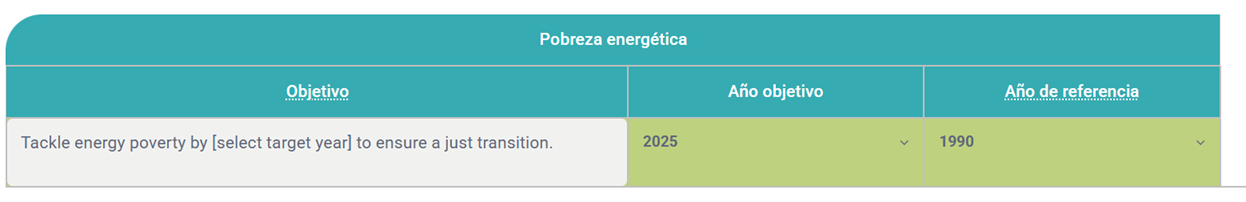 Pobreza energética
Objetivo
Año objetivo
Año de referencia
Tackle energy poverty by [select target year] to ensure a just transition.
2025
1990